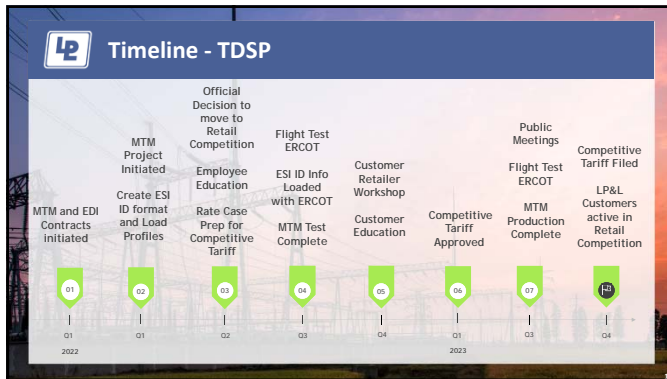 LPL
Timeline - TDSP
MTM and EDI
Contracts
initiated
MTM
Project
Initiated
Create ESI
ID format
and Load
Profiles
Official
Decision to
move to
Retail
Competition
Employee
Education
Rate Case
Prep for
Competitive
Tariff
Flight Test
ERCOT
ESI ID Info
Loaded
with ERCOT
MTM Test
Complete
Customer
Retailer
Workshop
Customer
Education
Competitive
Tariff
Approved
Public
Meetings
Flight Test
ERCOT
MTM
Production
Complete
Competitive
Tariff Filed
LP&L
Customers
active in
Retail
Competition
01
02
03
04
05
06
07
Q1
Q1
Q2
Q3
Q4
Q1
Q3
Q4
2022
2023